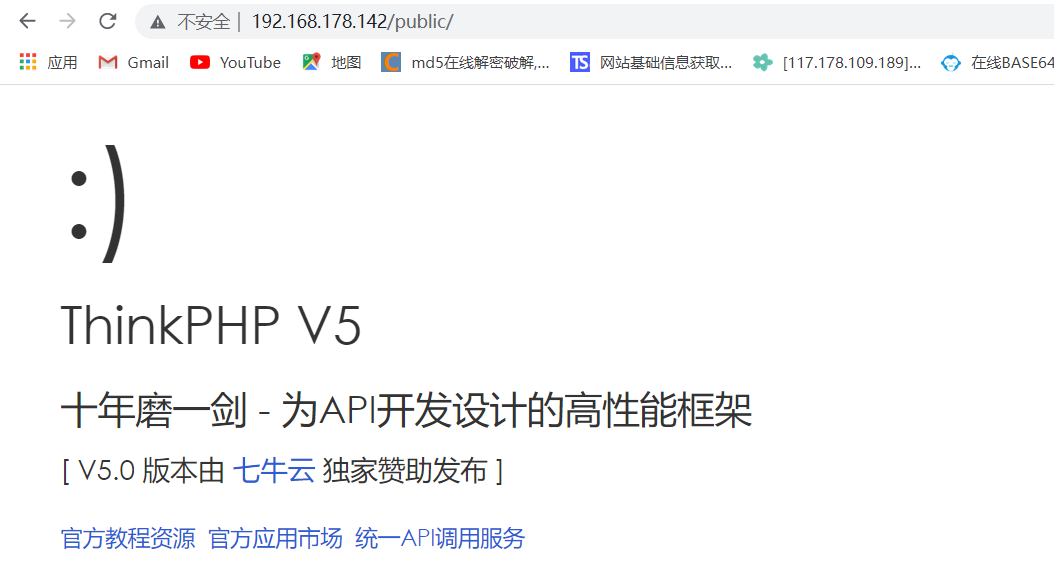 不安全 | 192.168.178.142/public/
应用 Gmail YouTube 地图 md5在线解密破解,... TS 网站基础信息获取... [117.178.109.189]... 在线BASE64
:)
ThinkPHP V5
十年磨一剑 - 为API开发设计的高性能框架
[ V5.0 版本由 七牛云 独家赞助发布 ]
官方教程资源 官方应用市场 统一API调用服务